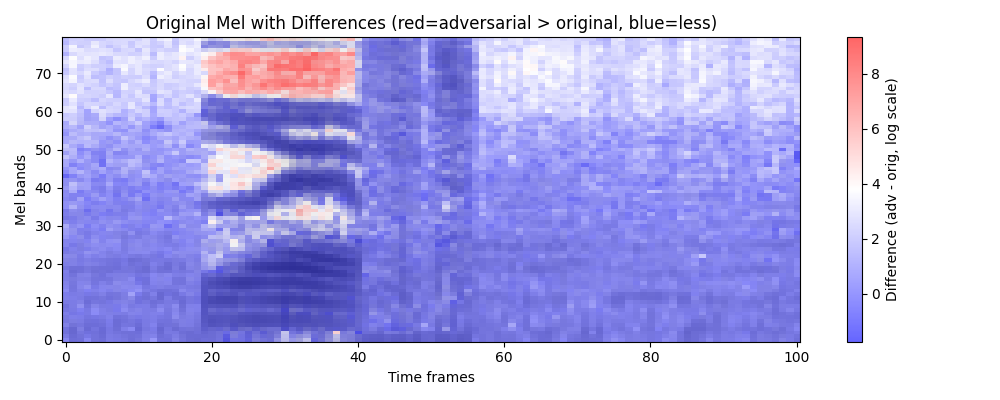 Original Mel with Differences (red=adversarial > original, blue=less)
Mel bands
70
60
50
40
30
20
10
0
0 20 40 60 80 100
Time frames
8
6
4
2
0
Difference (adv - orig, log scale)